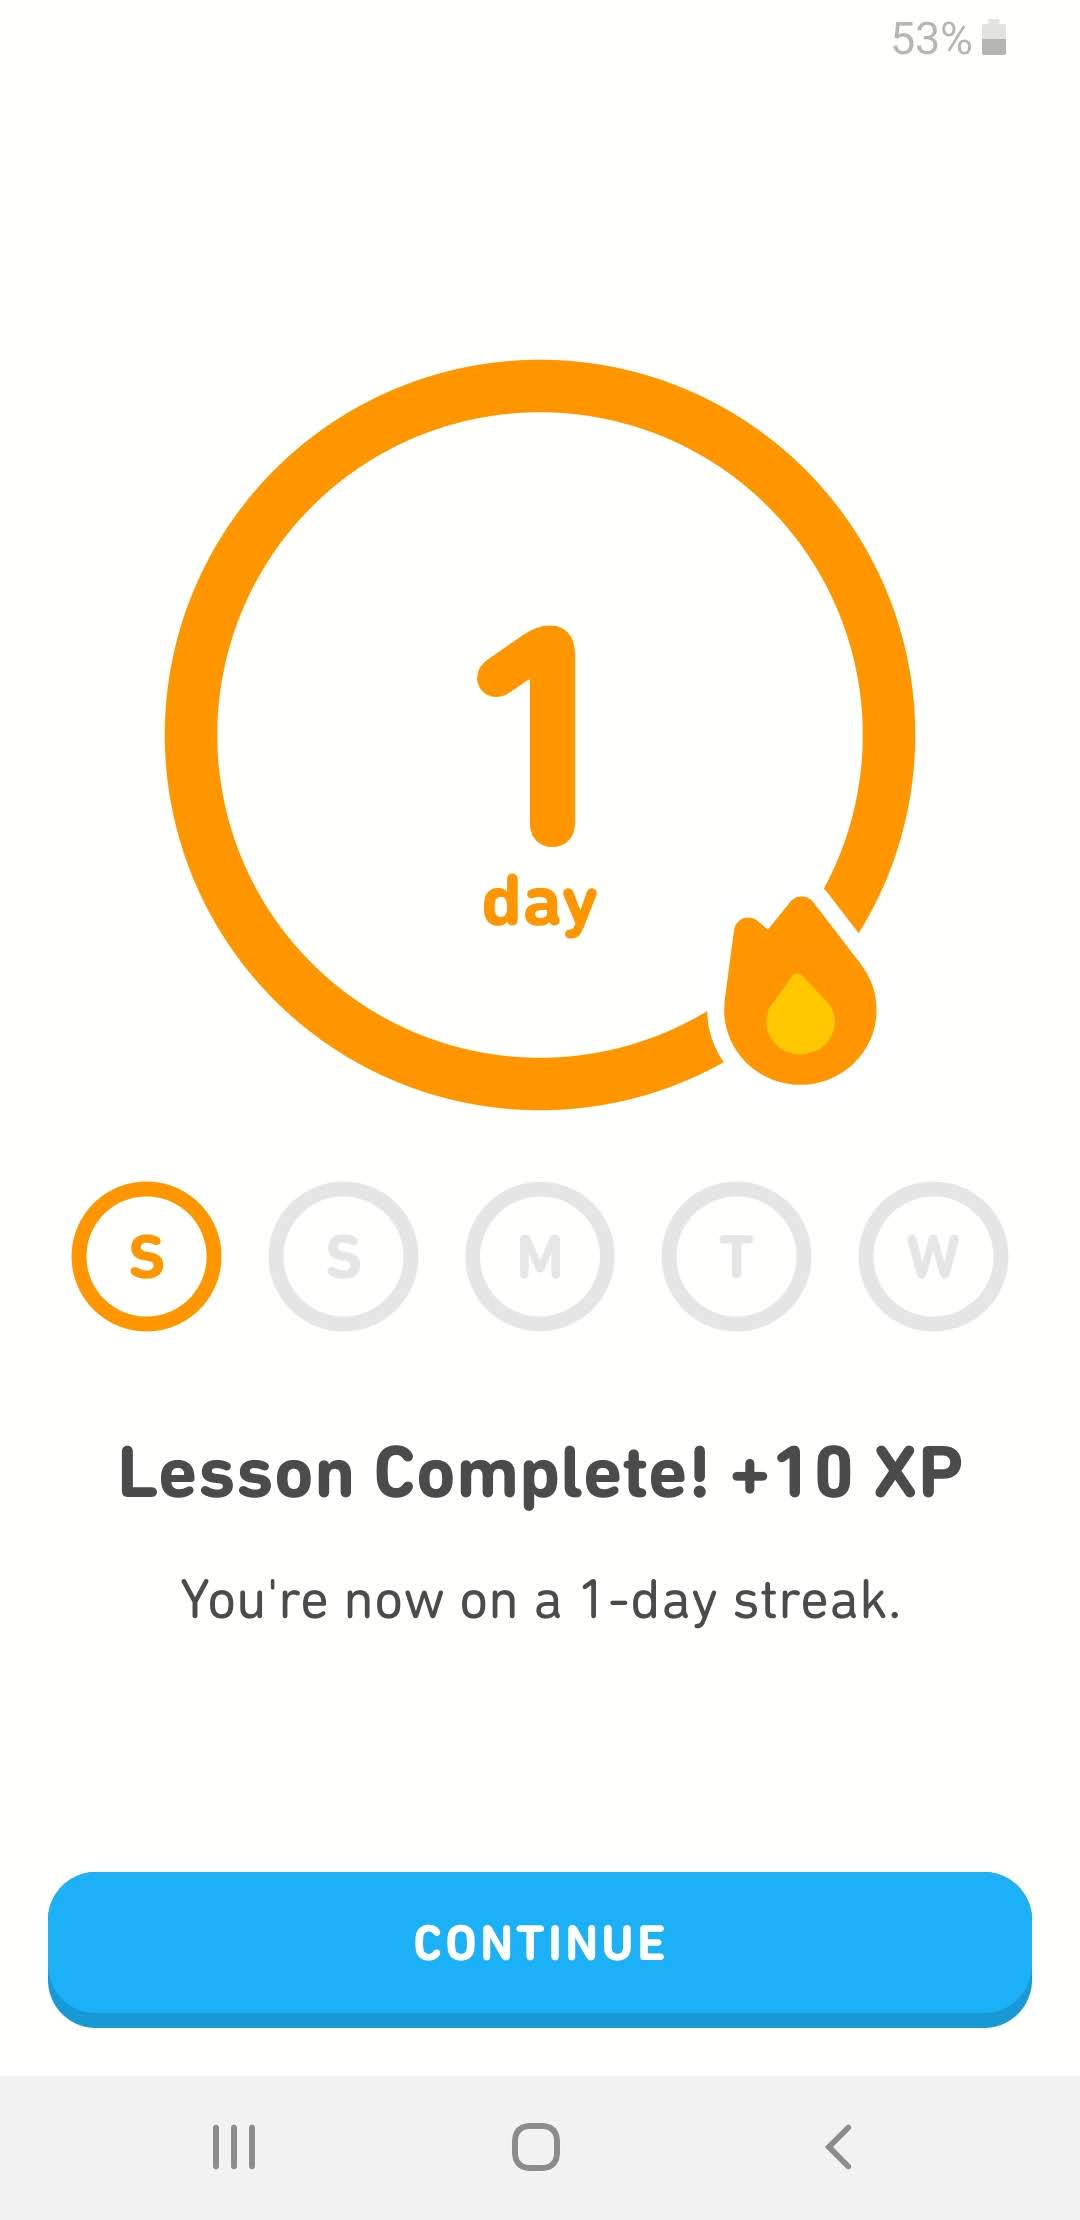 53%
1
day
S S M T W
Lesson Complete! +10 XP
You're now on a 1-day streak.
CONTINUE